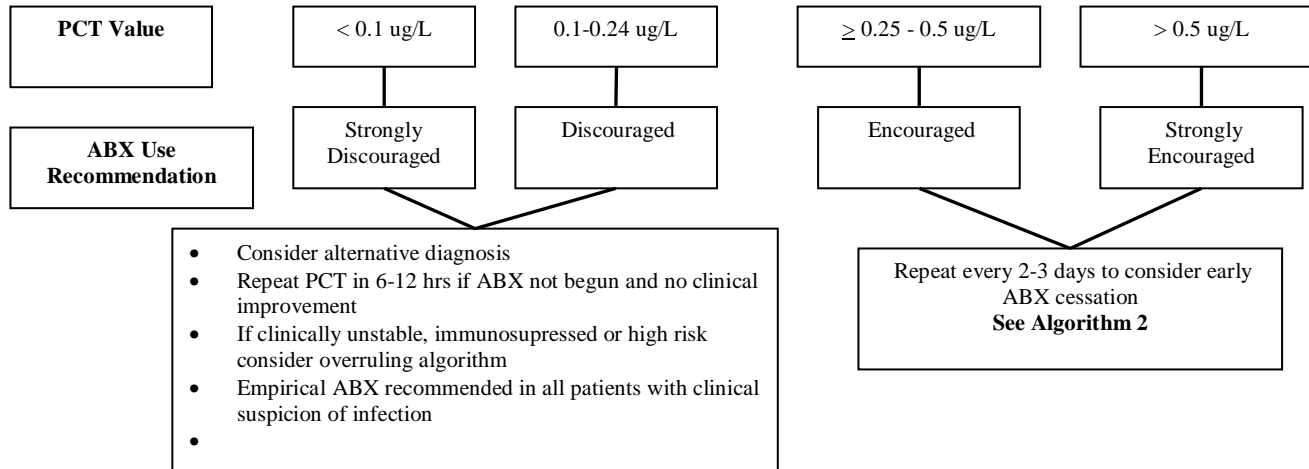 PCT Value
< 0.1 ug/L
0.1-0.24 ug/L
≥ 0.25 - 0.5 ug/L
> 0.5 ug/L
ABX Use
Recommendation
Strongly
Discouraged
Discouraged
Encouraged
Strongly
Encouraged
• Consider alternative diagnosis
• Repeat PCT in 6-12 hrs if ABX not begun and no clinical
improvement
• If clinically unstable, immunosupressed or high risk
consider overruling algorithm
• Empirical ABX recommended in all patients with clinical
suspicion of infection
•
Repeat every 2-3 days to consider early
ABX cessation
See Algorithm 2